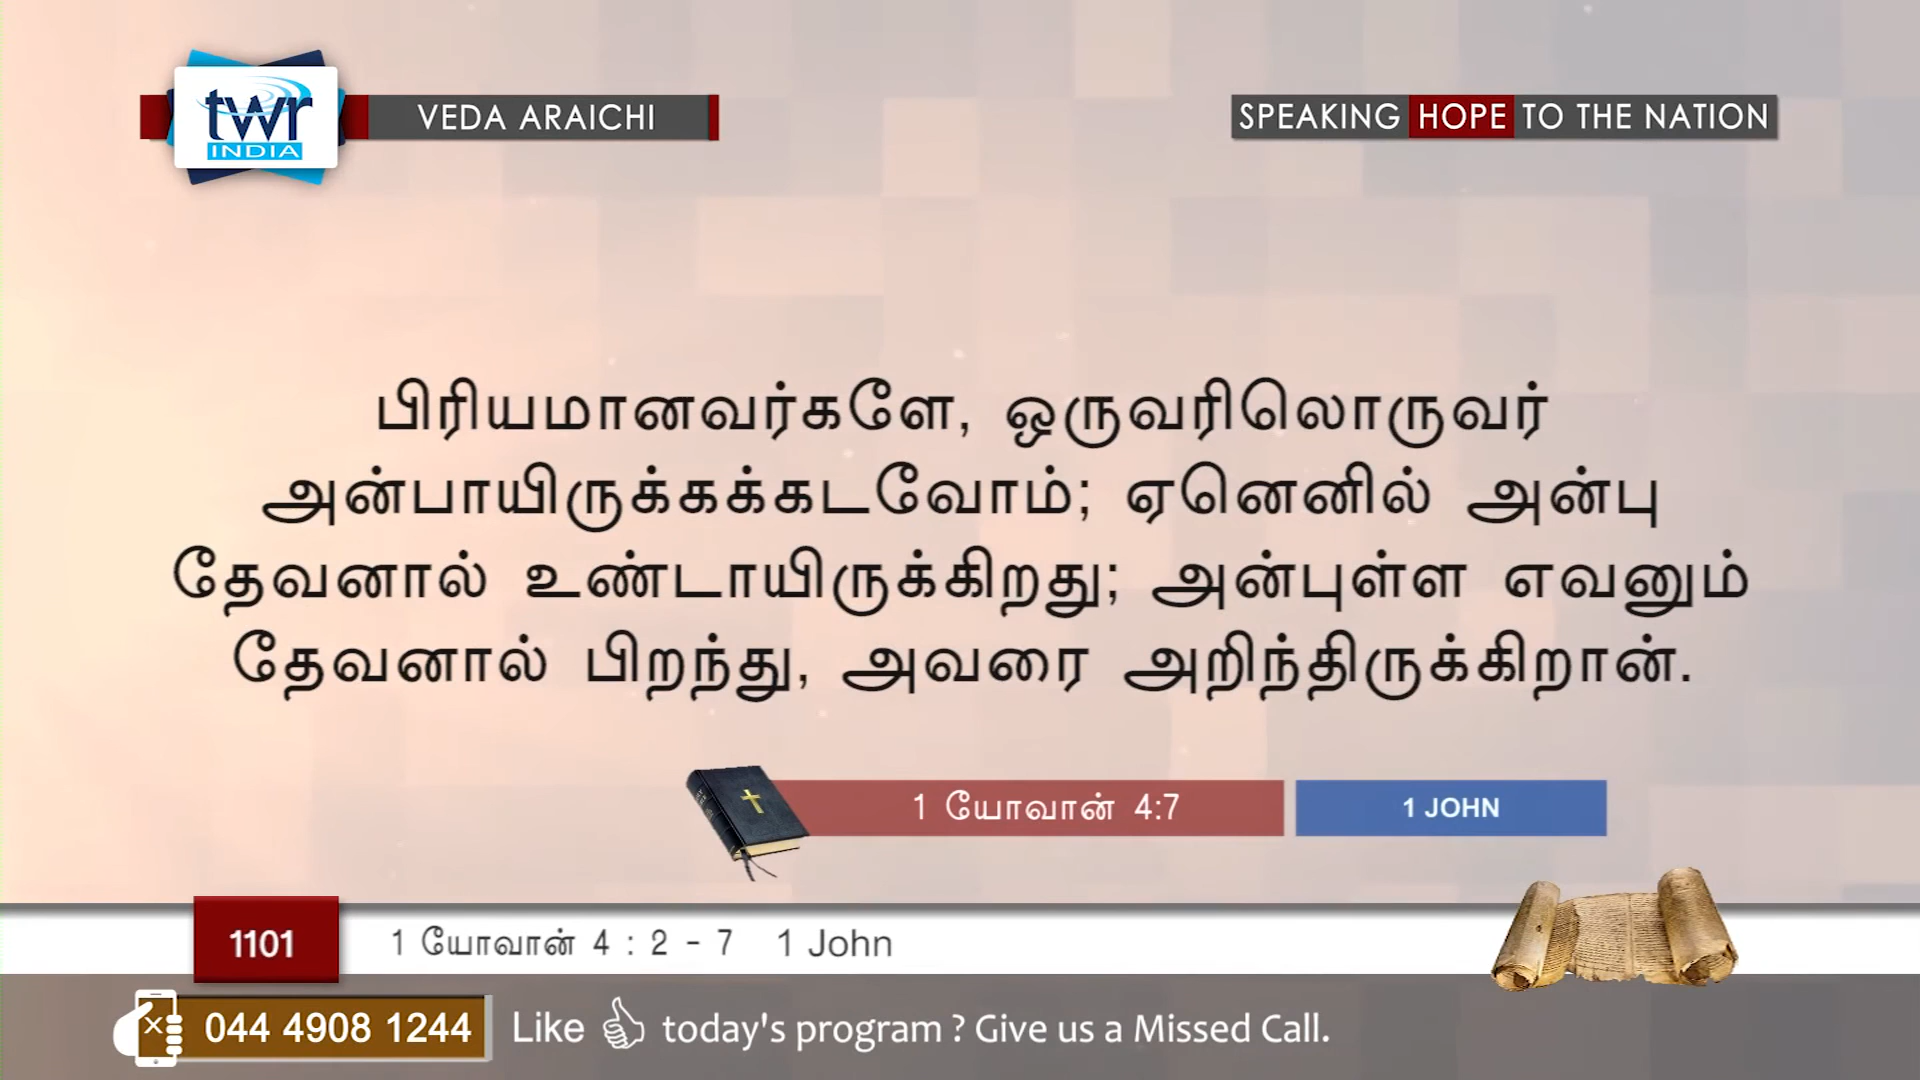 twr
INDIA
VEDA ARAICHI
SPEAKING HOPE TO THE NATION
பிரியமானவர்களே, ஒருவரிலொருவர்
அன்பாயிருக்கக்கடவோம்; ஏனெனில் அன்பு
தேவனால் உண்டாயிருக்கிறது; அன்புள்ள எவனும்
தேவனால் பிறந்து, அவரை அறிந்திருக்கிறான்.
1 யோவான் 4:7
1 JOHN
1101
1 யோவான் 4 : 2 - 7 1 John
044 4908 1244
Like today's program ? Give us a Missed Call.